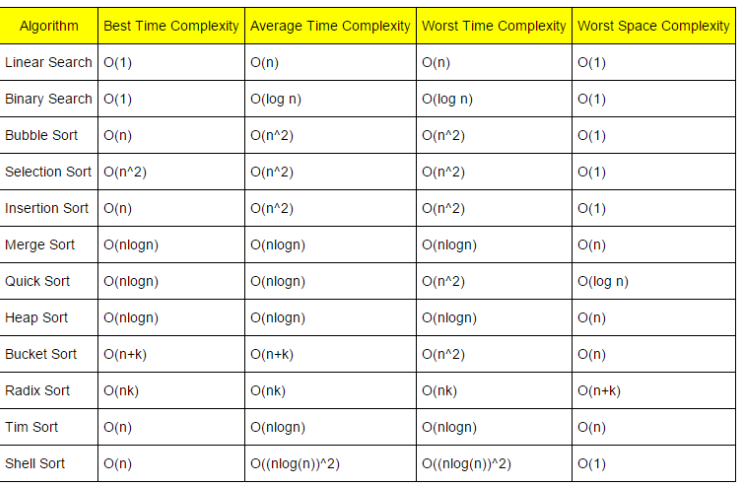 Algorithm Best Time Complexity Average Time Complexity Worst Time Complexity Worst Space Complexity
Linear Search O(1) O(n) O(n) O(1)
Binary Search O(1) O(log n) O(log n) O(1)
Bubble Sort O(n) O(n^2) O(n^2) O(1)
Selection Sort O(n^2) O(n^2) O(n^2) O(1)
Insertion Sort O(n) O(n^2) O(n^2) O(1)
Merge Sort O(nlogn) O(nlogn) O(nlogn) O(n)
Quick Sort O(nlogn) O(nlogn) O(n^2) O(log n)
Heap Sort O(nlogn) O(nlogn) O(nlogn) O(n)
Bucket Sort O(n+k) O(n+k) O(n^2) O(n)
Radix Sort O(nk) O(nk) O(nk) O(n+k)
Tim Sort O(n) O(nlogn) O(nlogn) O(n)
Shell Sort O(n) O((nlog(n))^2) O((nlog(n))^2) O(1)